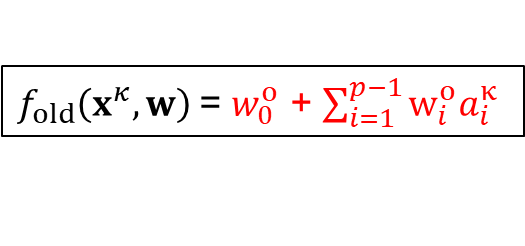 f_old(𝐱^κ, 𝐰) = w_0^o + ∑_{i=1}^{p−1} w_i^o a_i^κ